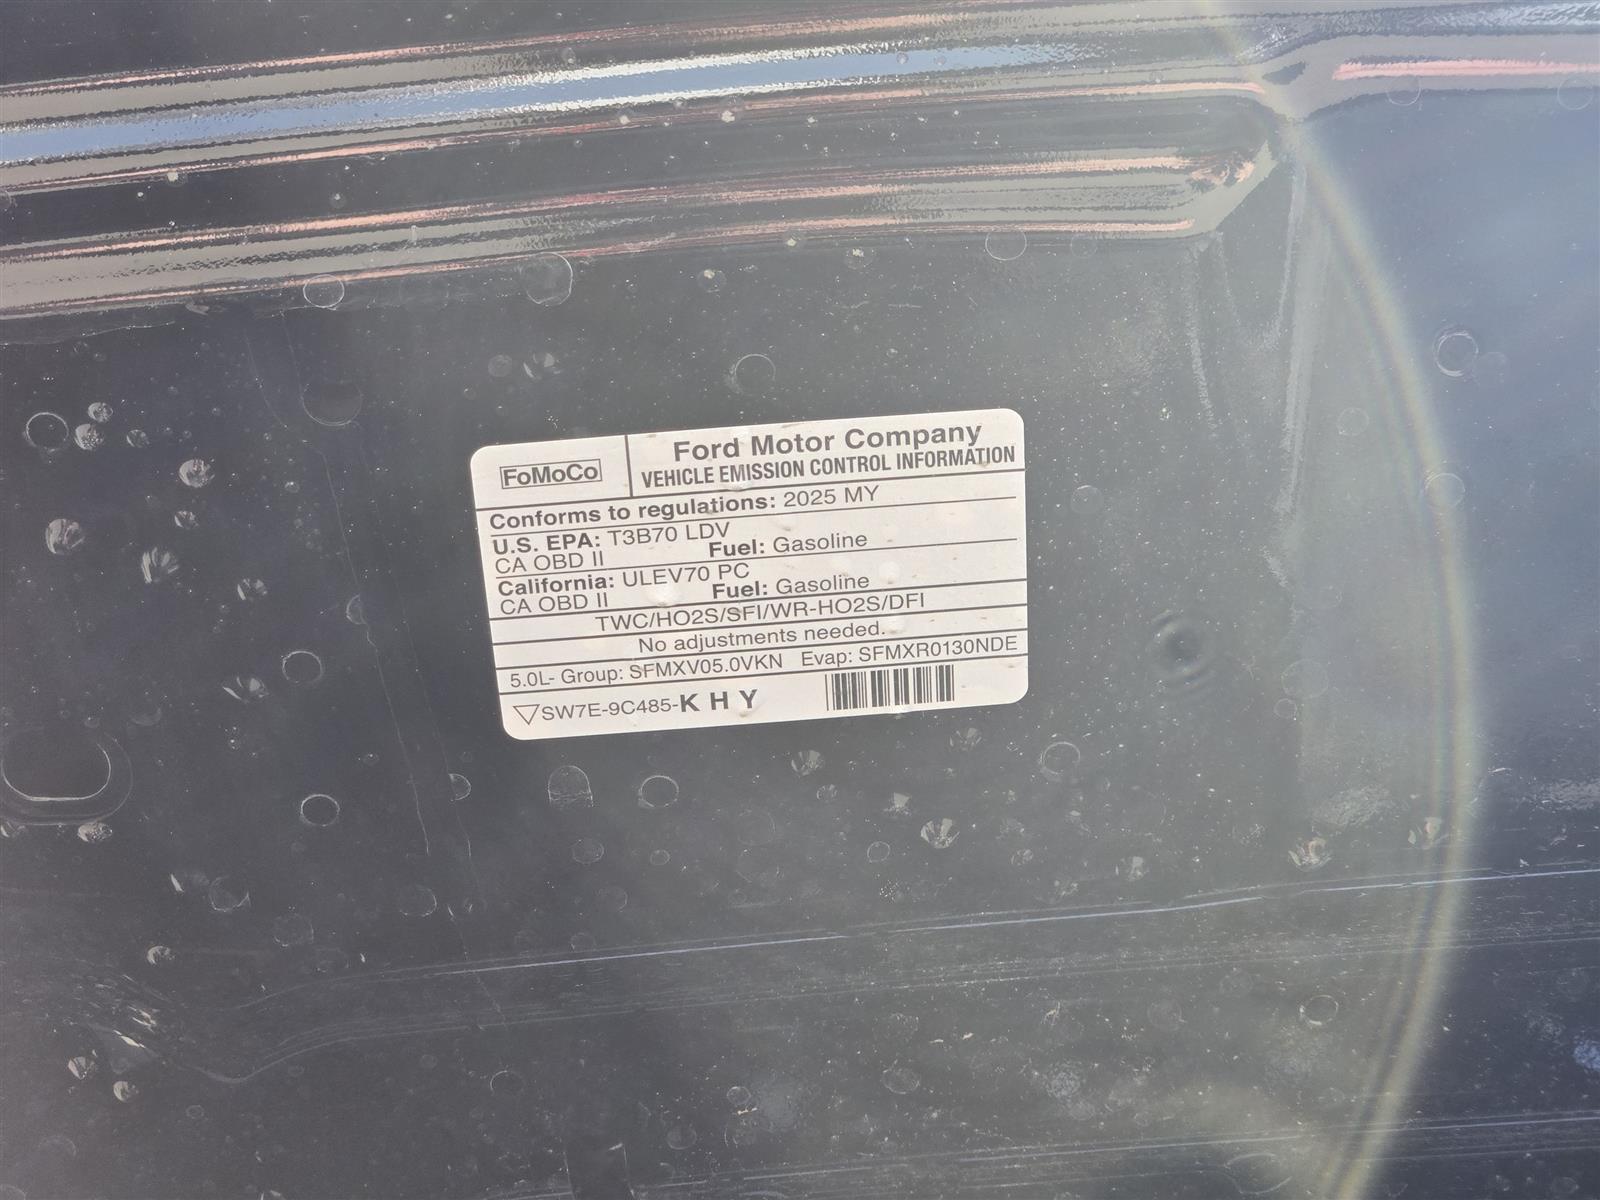 FoMoCo
Ford Motor Company
VEHICLE EMISSION CONTROL INFORMATION
Conforms to regulations: 2025 MY
U.S. EPA: T3B70 LDV
CA OBD II Fuel: Gasoline
California: ULEV70 PC
CA OBD II Fuel: Gasoline
TWC/HO2S/SFI/WR-HO2S/DFI
No adjustments needed.
5.0L- Group: SFMXV05.0VKN Evap: SFMXR0130NDE
SW7E-9C485-K H Y